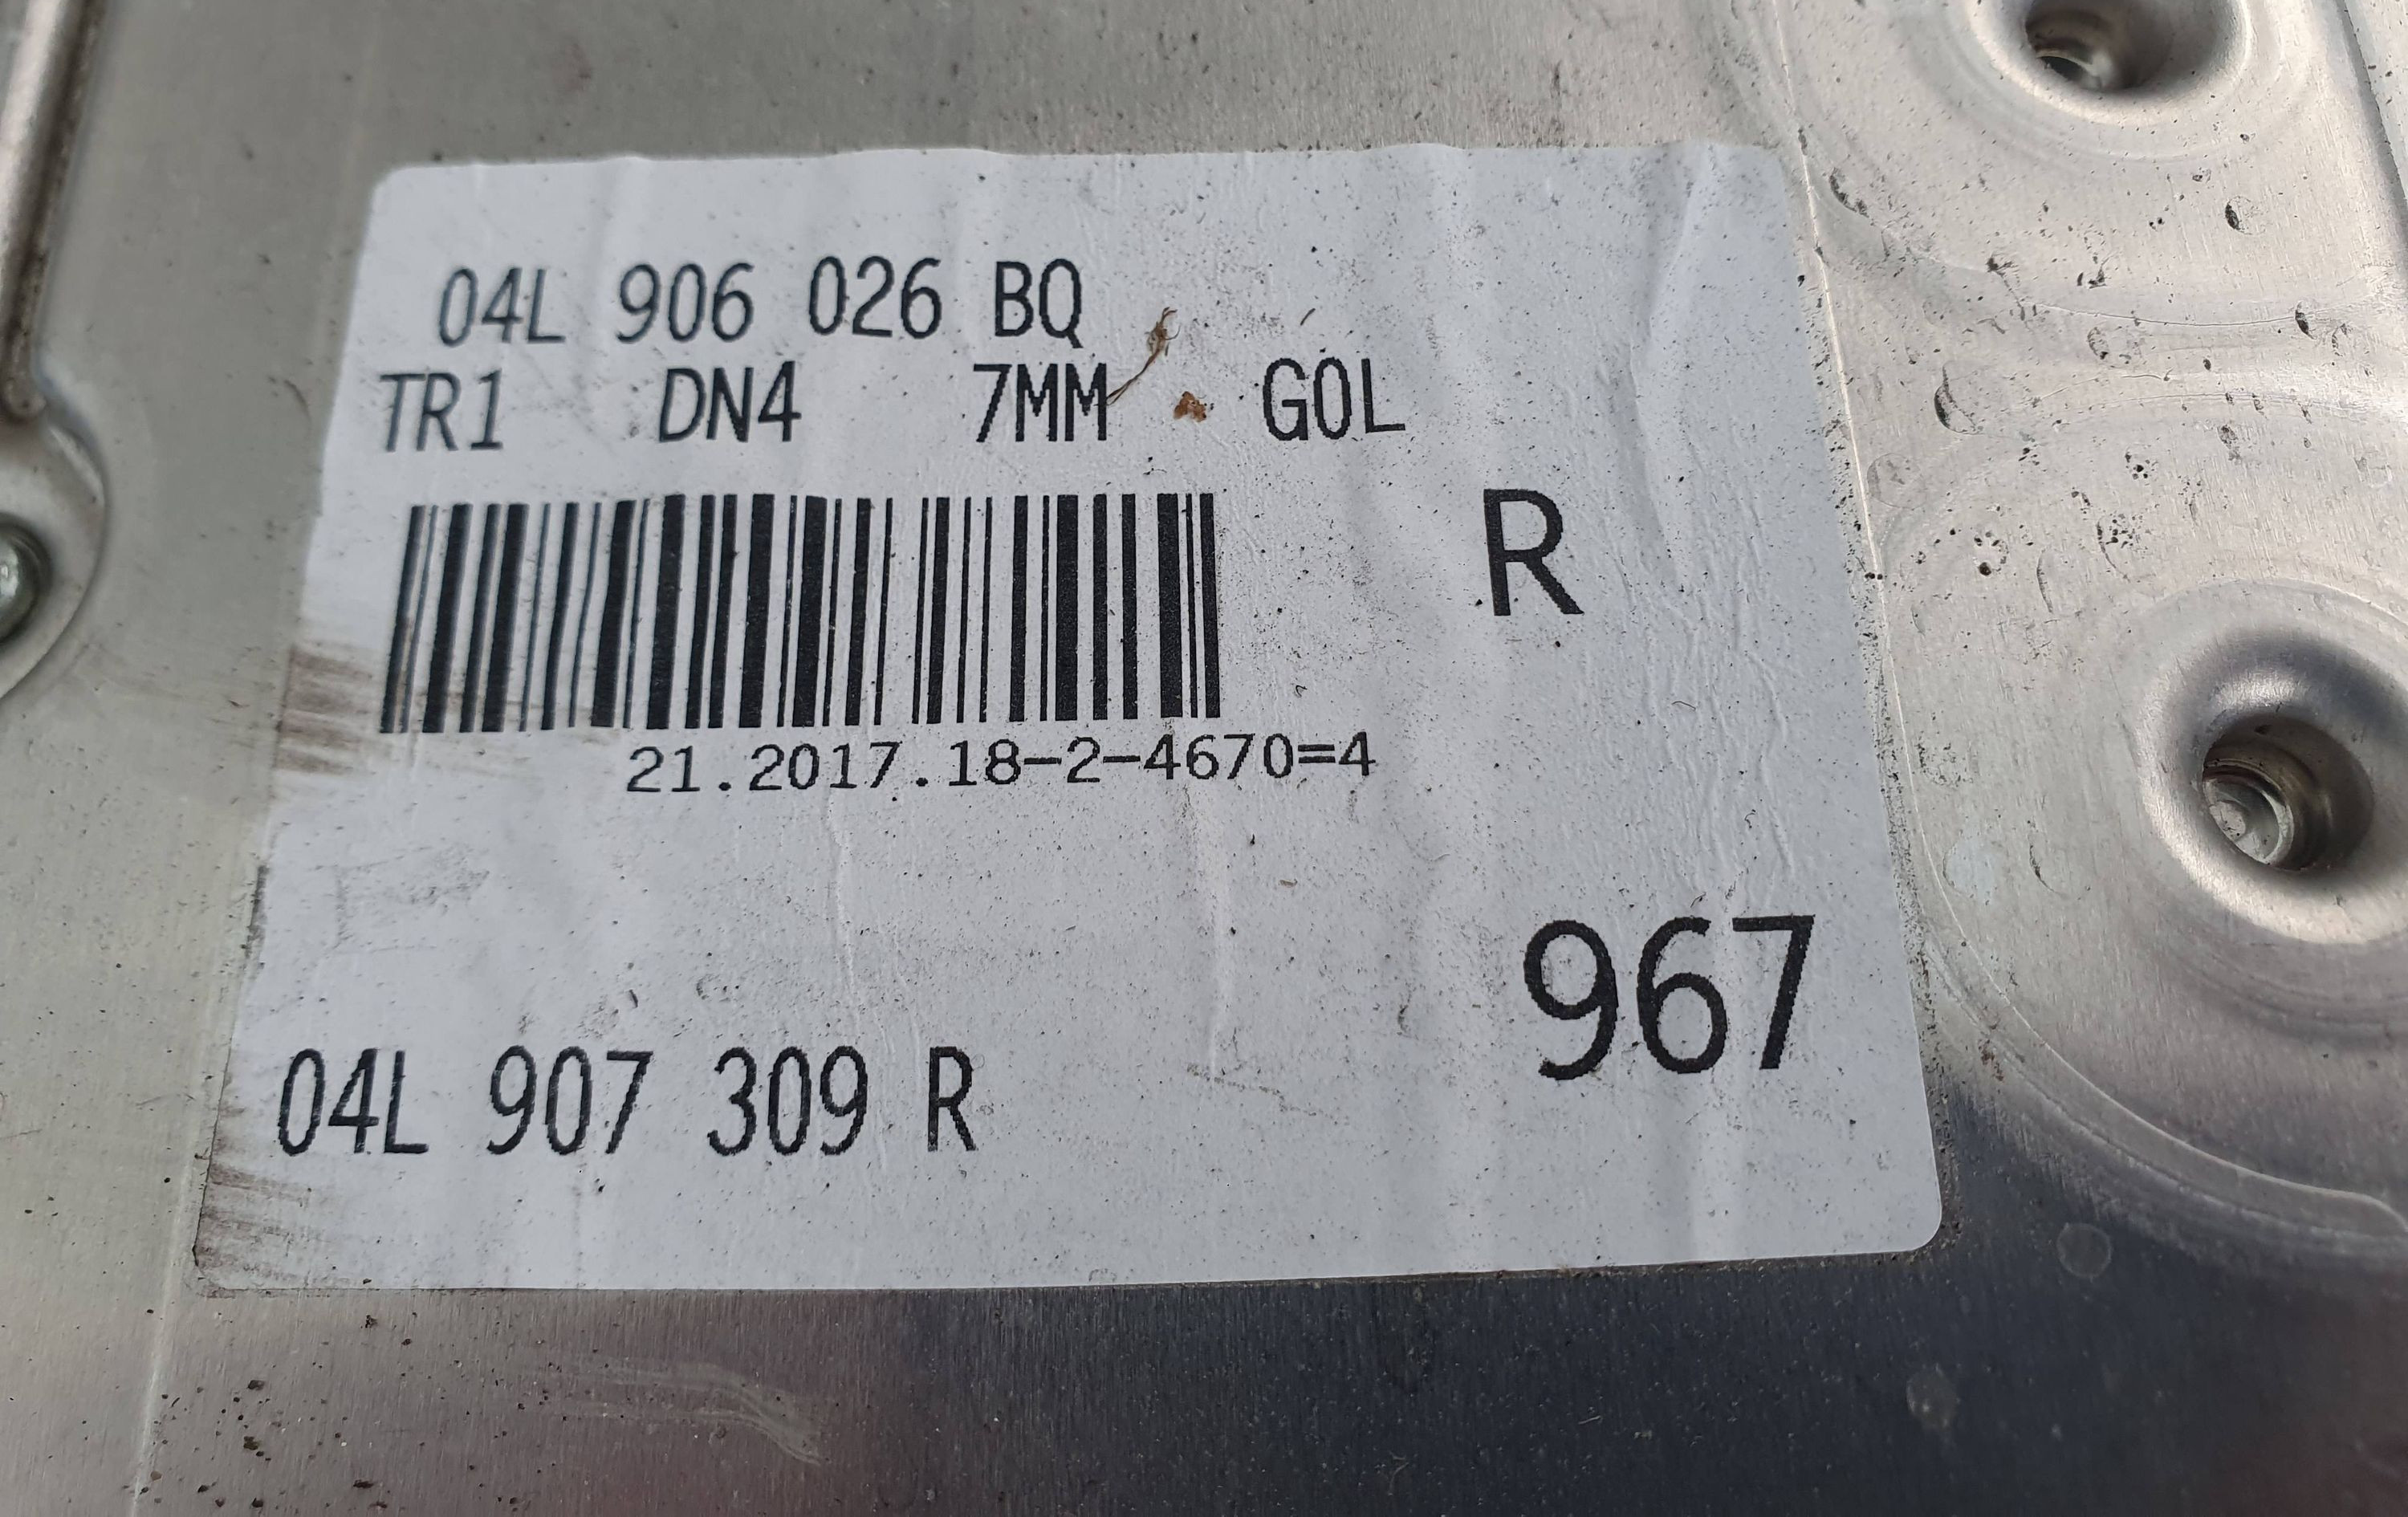 04L 906 026 BQ
TR1 DN4 7MM G0L
R
21.2017.18-2-4670=4
967
04L 907 309 R